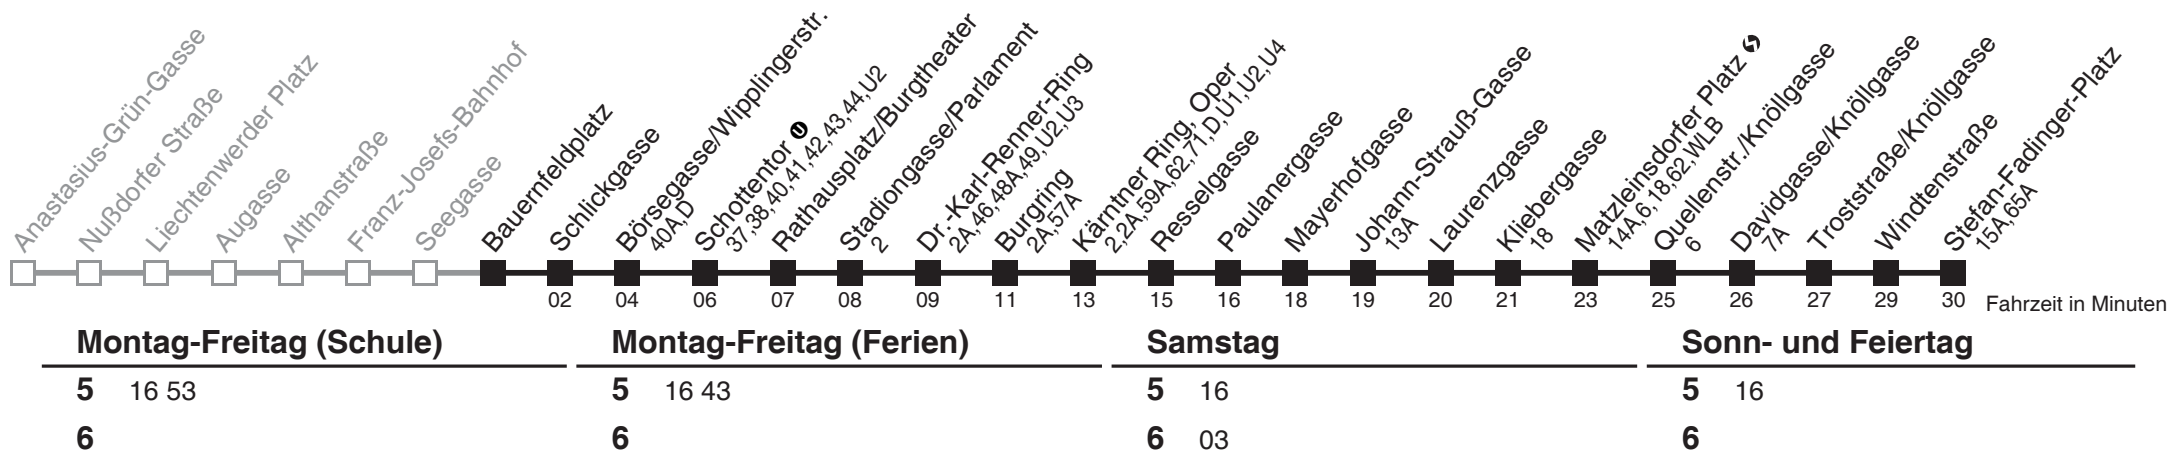 Anastasius-Grün-Gasse
Nußdorfer Straße
Liechtenwerder Platz
Augasse
Althanstraße
Franz-Josefs-Bahnhof
Seegasse
Bauernfeldplatz
Schlickgasse
Börsegasse/Wipplingerstr.
40A,D
Schottentor U
37,38,40,41,42,43,44,U2
Rathausplatz/Burgtheater
Stadiongasse/Parlament
2
Dr.-Karl-Renner-Ring
2A,46,48A,49,U2,U3
Burgring
2A,57A
Kärntner Ring, Oper
2,2A,59A,62,71,D,U1,U2,U4
Resselgasse
Paulanergasse
Mayerhofgasse
Johann-Strauß-Gasse
13A
Laurenzgasse
Kliebergasse
18
Matzleinsdorfer Platz
14A,6,18,62,WLB
Quellenstr./Knöllgasse
6
Davidgasse/Knöllgasse
7A
Troststraße/Knöllgasse
Windtenstraße
Stefan-Fadinger-Platz
15A,65A
02 04 06 07 08 09 11 13 15 16 18 19 20 21 23 25 26 27 29 30 Fahrzeit in Minuten
Montag-Freitag (Schule) Montag-Freitag (Ferien) Samstag Sonn- und Feiertag
5 16 53 5 16 43 5 16 5 16
6 6 6 03 6